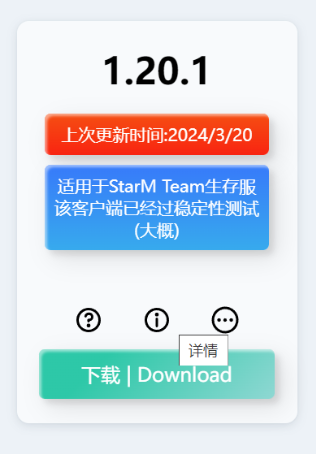 1.20.1
上次更新时间:2024/3/20
适用于StarM Team生存服
该客户端已经过稳定性测试
(大概)
详情
下载 | Download